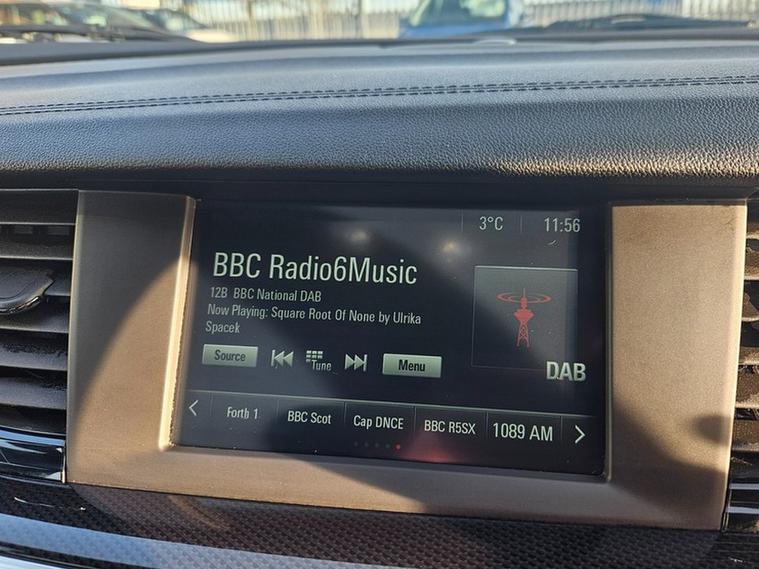 3°C 11:56
BBC Radio6Music
12B BBC National DAB
Now Playing: Square Root Of None by Ulrika
Spacek
Source Tune Menu
DAB
Forth 1 BBC Scot Cap DNCE BBC R5SX 1089 AM